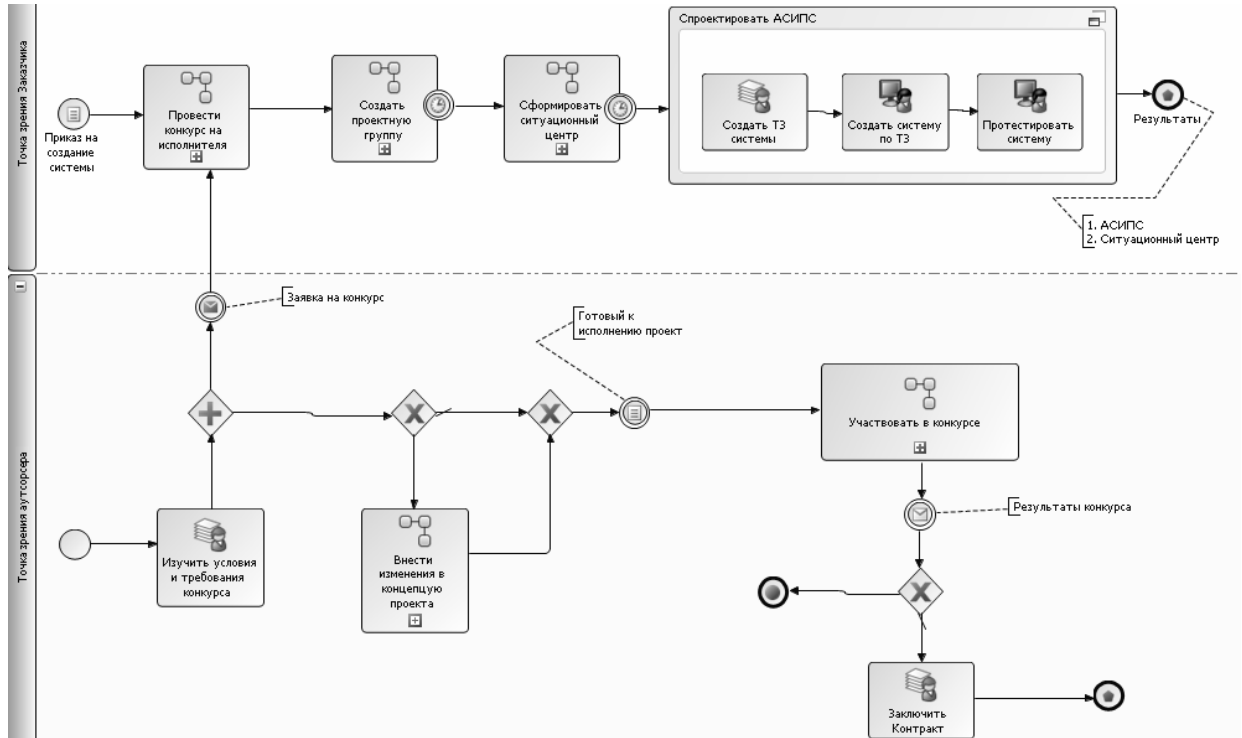 Точка зрения Заказчика
Приказ на
создание
системы
Провести
конкурс на
исполнителя
Создать
проектную
группу
Сформировать
ситуационный
центр
Спроектировать АСИПС
Создать ТЗ
системы
Создать систему
по ТЗ
Протестировать
систему
Результаты
1. АСИПС
2. Ситуационный центр
Точка зрения аутсорсера
Заявка на конкурс
Готовый к
исполнению проект
Участвовать в конкурсе
Изучить условия
и требования
конкурса
Внести
изменения в
концепцую
проекта
Результаты конкурса
Заключить
Контракт